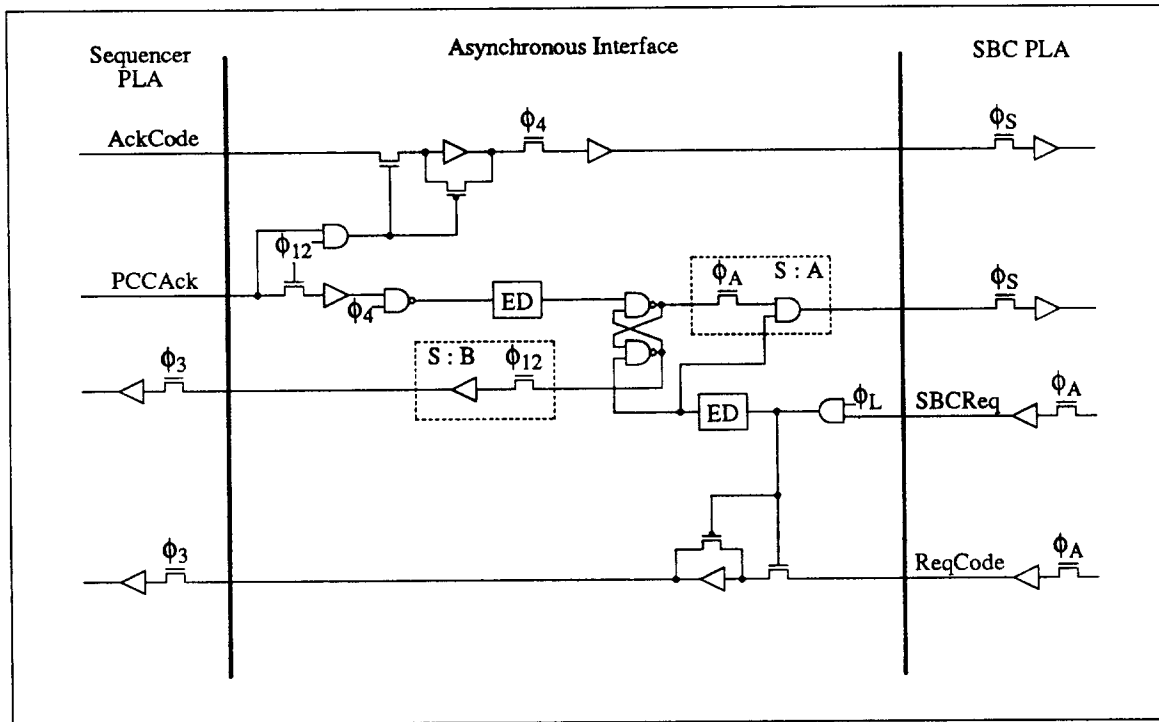 Sequencer
PLA
Asynchronous Interface
SBC PLA
AckCode
ϕ4
ϕS
ϕ12
PCCAck
ϕ4
ED
ϕA
S : A
ϕS
ϕ3
S : B
ϕ12
ED
ϕL
SBCReq
ϕA
ϕ3
ReqCode
ϕA